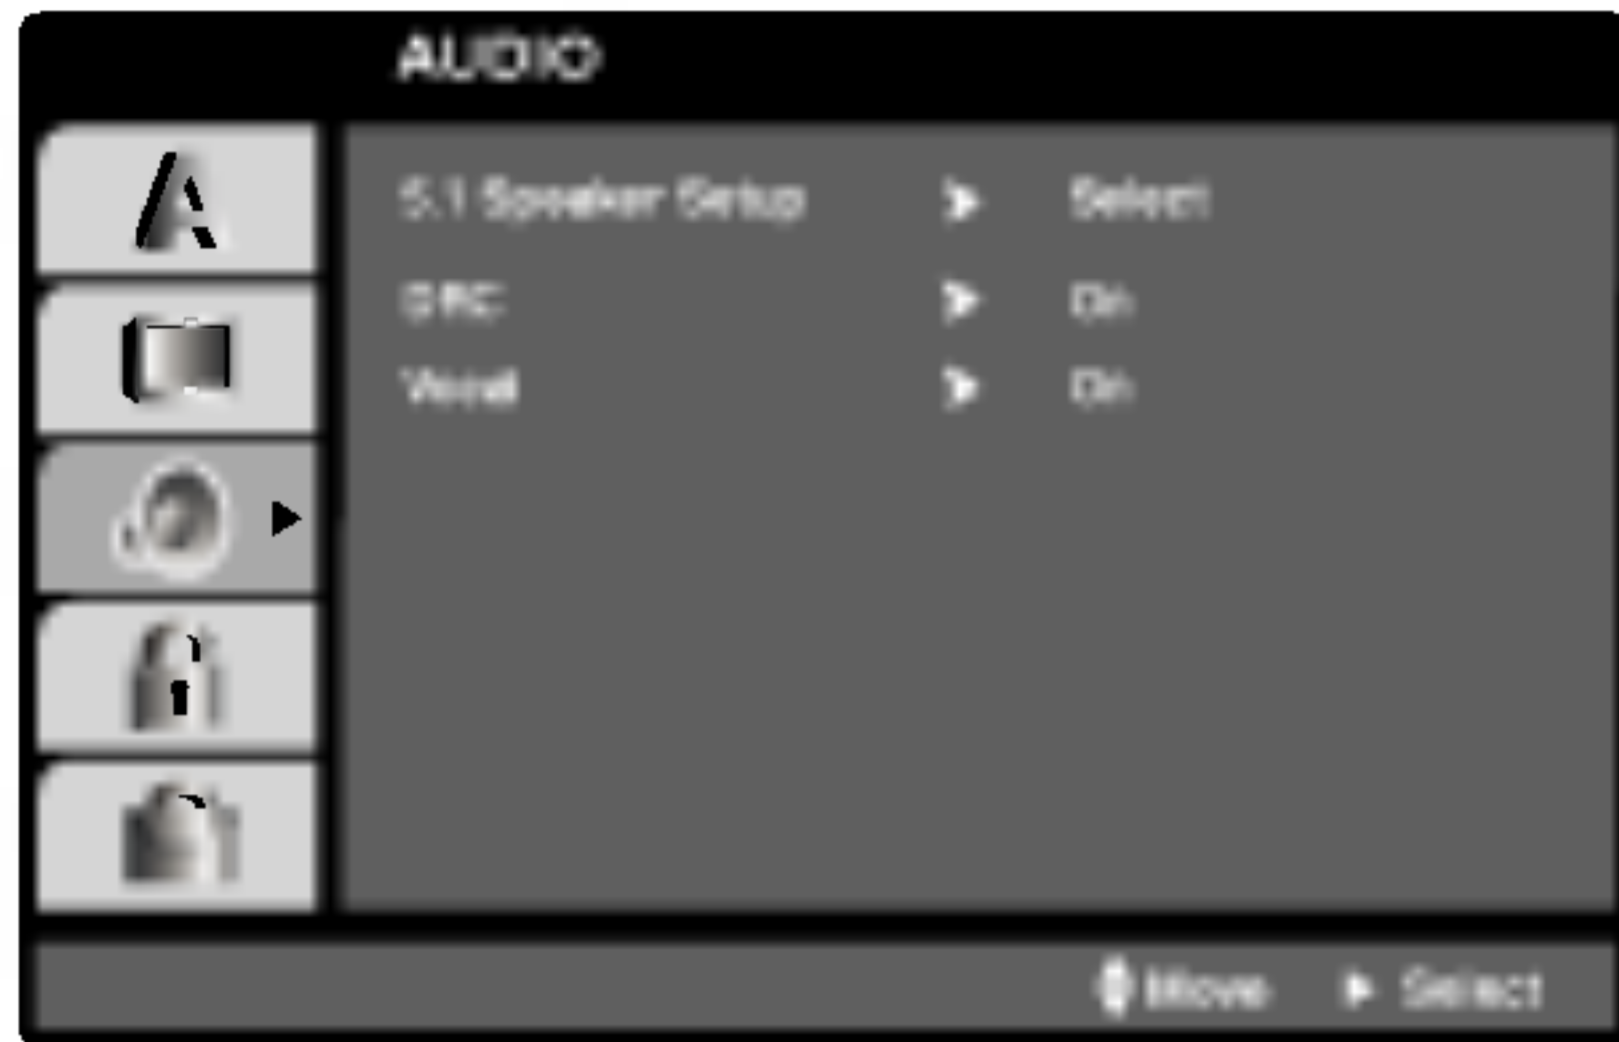 AUDIO
5.1 Speaker Setup Select
DRC On
Vocal On
Move Select